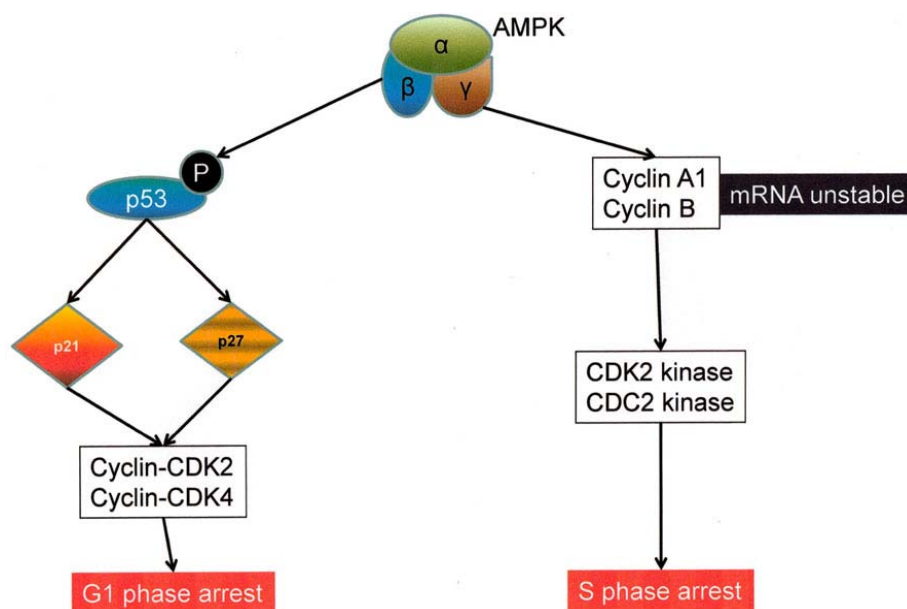 AMPK
α
β
γ
P
p53
Cyclin A1
Cyclin B
mRNA unstable
p21
p27
CDK2 kinase
CDC2 kinase
Cyclin-CDK2
Cyclin-CDK4
G1 phase arrest
S phase arrest